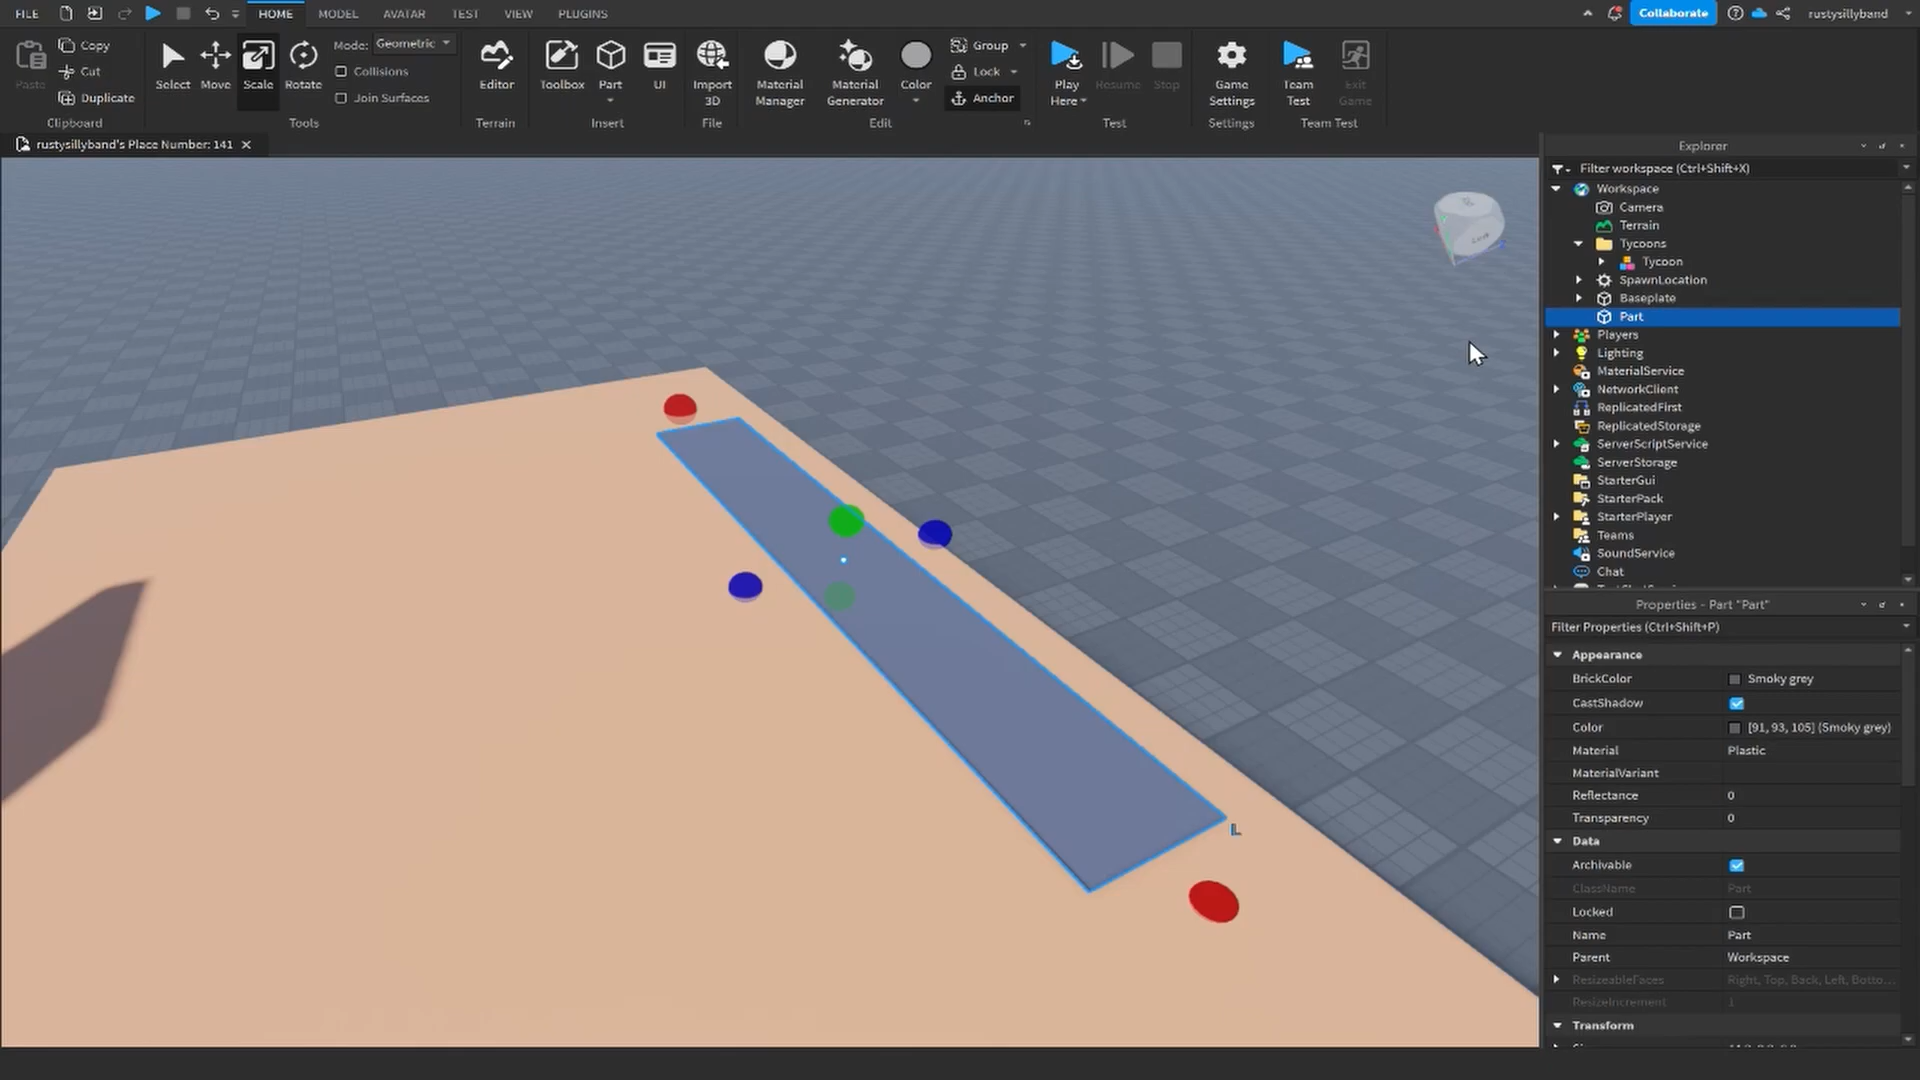 FILE HOME MODEL AVATAR TEST VIEW PLUGINS Collaborate rustysillyband
Paste Copy Cut Duplicate
Clipboard
Select Move Scale Rotate
Mode: Geometric
Collisions
Join Surfaces
Tools
Editor
Terrain
Toolbox Part UI
Insert
Import 3D
File
Material Manager
Material Generator
Color
Group
Lock
Anchor
Edit
Play Here
Resume Stop
Test
Game Settings
Settings
Team Test
Exit Game
Team Test
rustysillyband's Place Number: 141
Explorer
Filter workspace (Ctrl+Shift+X)
Workspace
Camera
Terrain
Tycoons
Tycoon
SpawnLocation
Baseplate
Part
Players
Lighting
MaterialService
NetworkClient
ReplicatedFirst
ReplicatedStorage
ServerScriptService
ServerStorage
StarterGui
StarterPack
StarterPlayer
Teams
SoundService
Chat
Properties - Part "Part"
Filter Properties (Ctrl+Shift+P)
Appearance
BrickColor Smoky grey
CastShadow
Color [91, 93, 105] (Smoky grey)
Material Plastic
MaterialVariant
Reflectance 0
Transparency 0
Data
Archivable
ClassName Part
Locked
Name Part
Parent Workspace
ResizeableFaces Right, Top, Back, Left, Botto...
ResizeIncrement 1
Transform
L